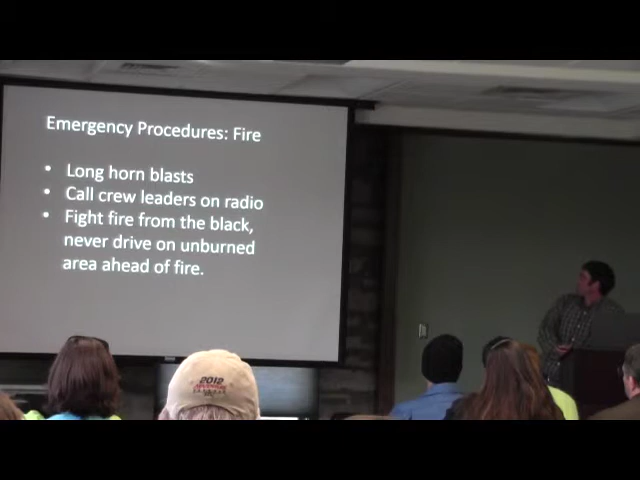 Emergency Procedures: Fire
• Long horn blasts
• Call crew leaders on radio
• Fight fire from the black,
never drive on unburned
area ahead of fire.
2012